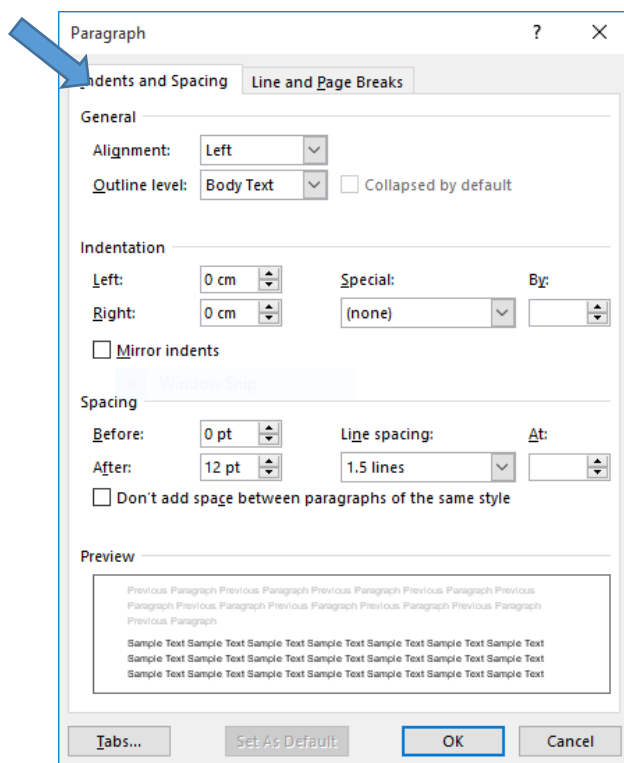 Paragraph ?
ndents and Spacing Line and Page Breaks
General
Alignment: Left
Outline level: Body Text Collapsed by default
Indentation
Left: 0 cm Special: By:
Right: 0 cm (none)
Mirror indents
Window Snip
Spacing
Before: 0 pt Line spacing: At:
After: 12 pt 1.5 lines
Don't add space between paragraphs of the same style
Preview
Previous Paragraph Previous Paragraph Previous Paragraph Previous Paragraph Previous
Paragraph Previous Paragraph Previous Paragraph Previous Paragraph Previous Paragraph
Previous Paragraph
Sample Text Sample Text Sample Text Sample Text Sample Text Sample Text Sample Text
Sample Text Sample Text Sample Text Sample Text Sample Text Sample Text Sample Text
Sample Text Sample Text Sample Text Sample Text Sample Text Sample Text Sample Text
Tabs... Set As Default OK Cancel